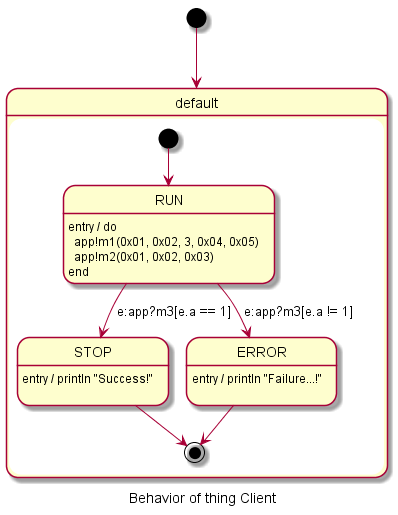 default
RUN
entry / do
app!m1(0x01, 0x02, 3, 0x04, 0x05)
app!m2(0x01, 0x02, 0x03)
end
e:app?m3[e.a == 1]
e:app?m3[e.a != 1]
STOP
entry / println "Success!"
ERROR
entry / println "Failure...!"
Behavior of thing Client